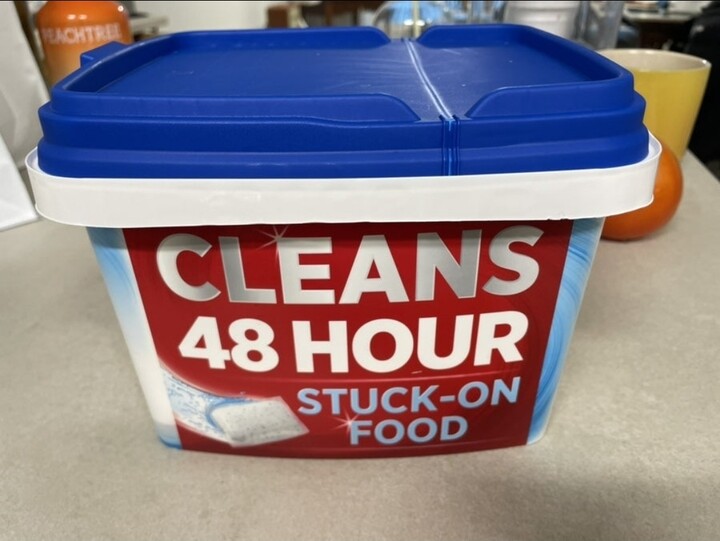 PEACHTREE
CLEANS
48 HOUR
STUCK-ON
FOOD